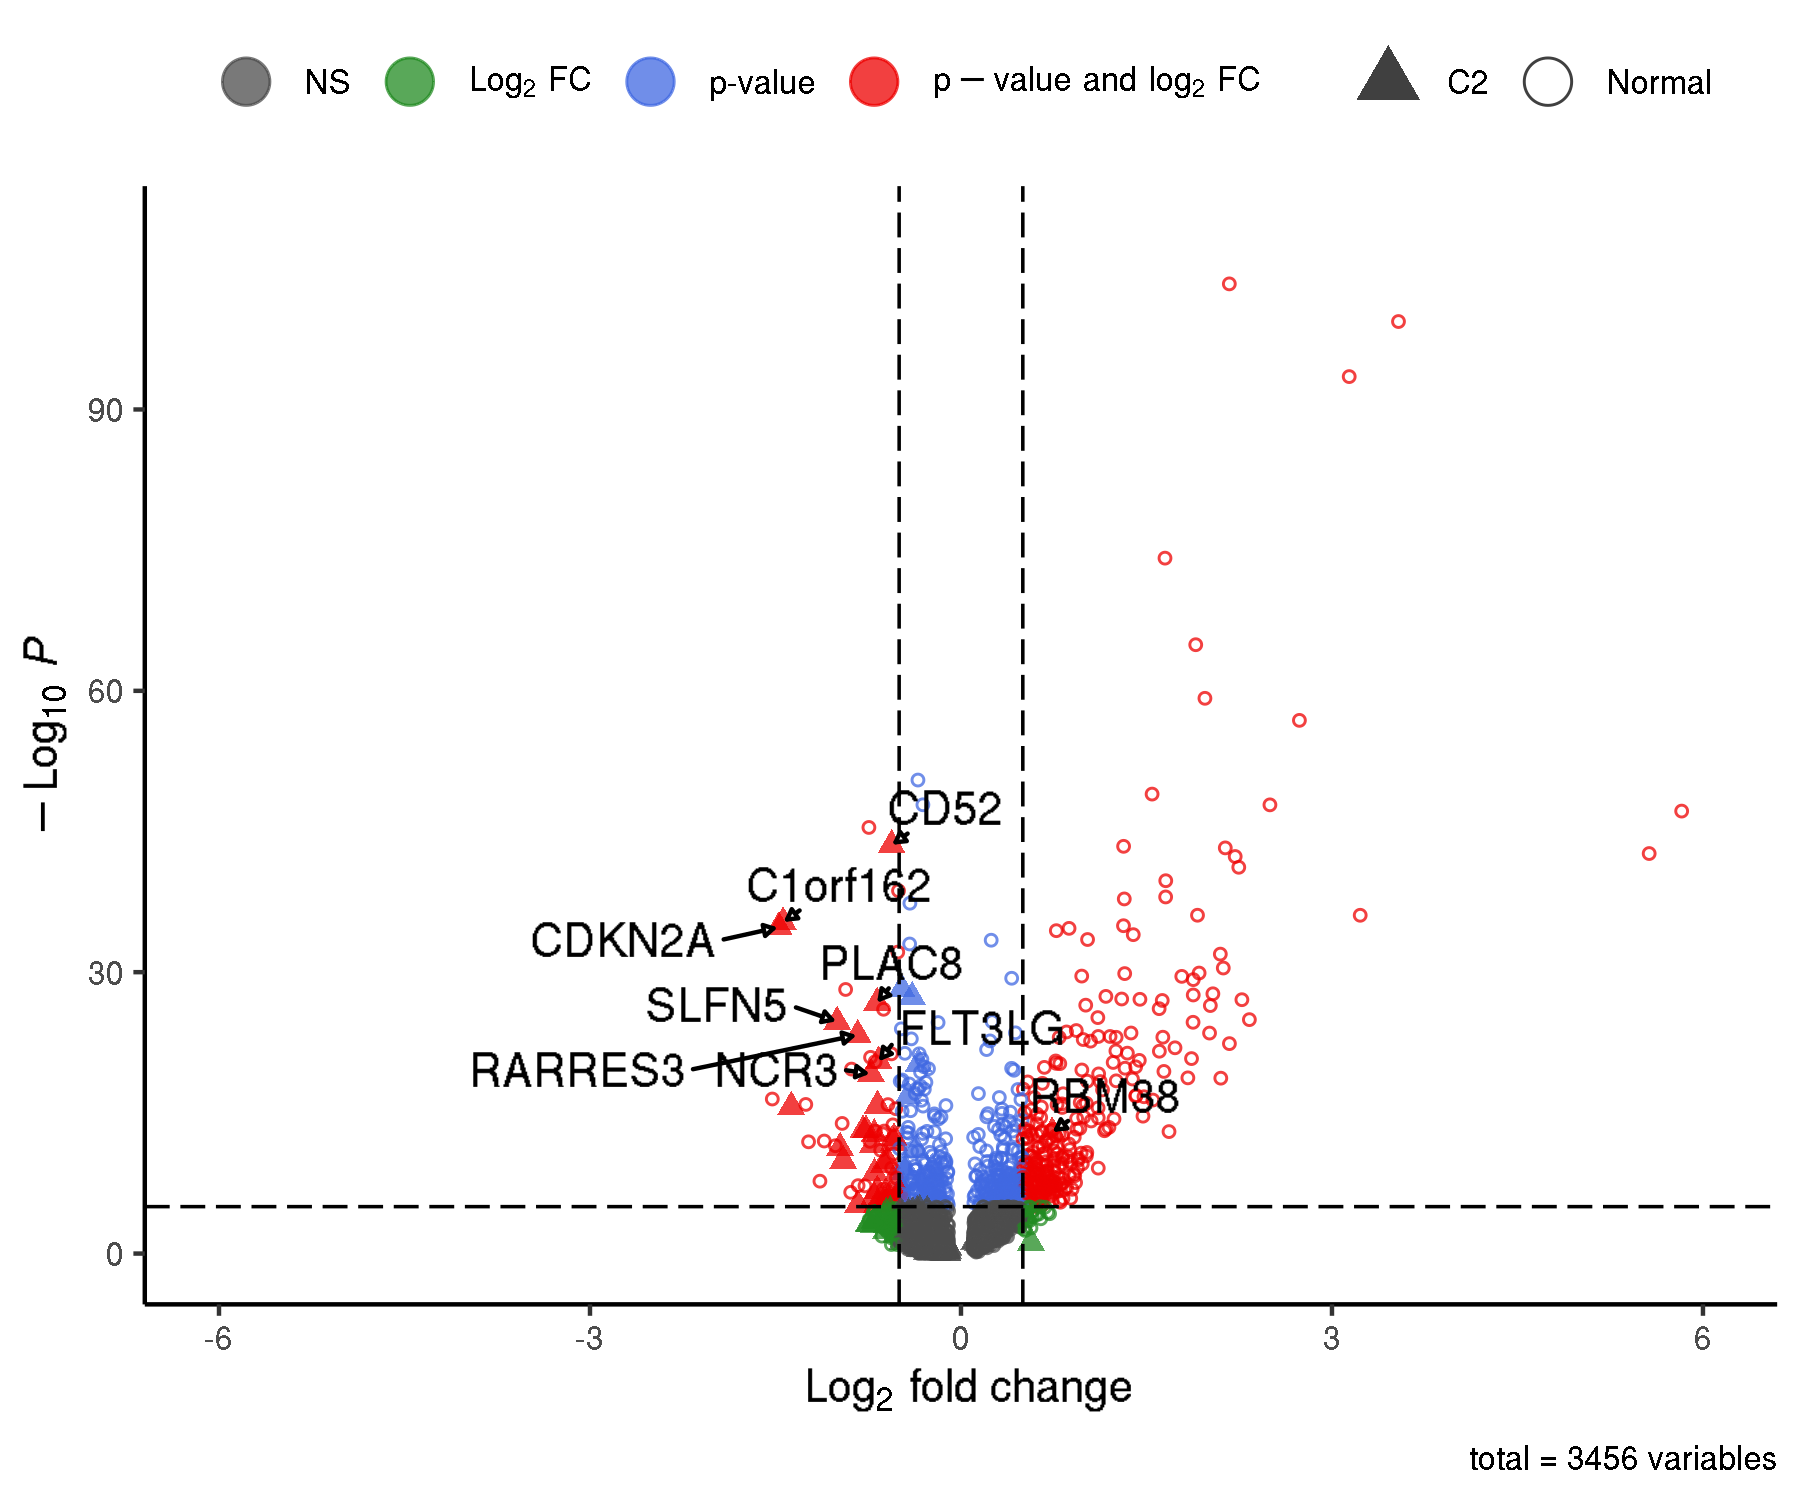 NS Log2 FC p-value p – value and log2 FC C2 Normal
– Log10 P
90
60
30
0
CD52
C1orf162
CDKN2A
PLAC8
SLFN5
FLT3LG
RARRES3
NCR3
RBM38
-6 -3 0 3 6
Log2 fold change
total = 3456 variables